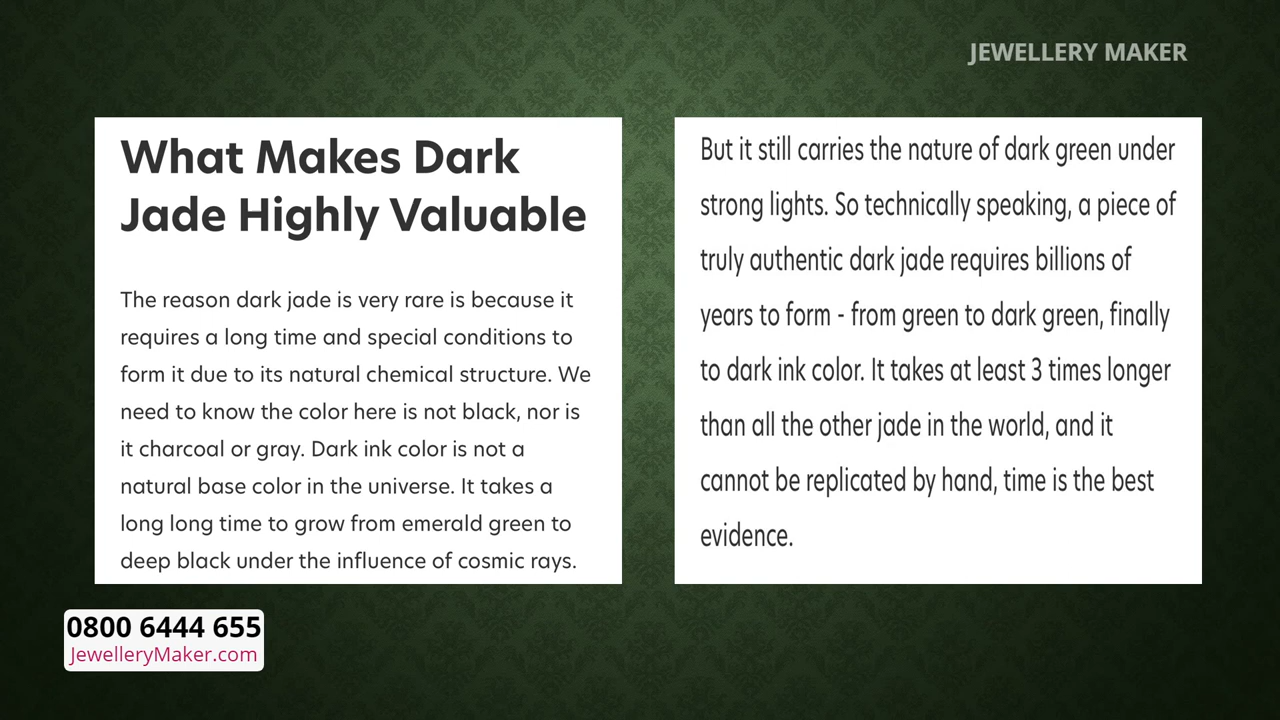 JEWELLERY MAKER
What Makes Dark
Jade Highly Valuable
The reason dark jade is very rare is because it
requires a long time and special conditions to
form it due to its natural chemical structure. We
need to know the color here is not black, nor is
it charcoal or gray. Dark ink color is not a
natural base color in the universe. It takes a
long long time to grow from emerald green to
deep black under the influence of cosmic rays.
But it still carries the nature of dark green under
strong lights. So technically speaking, a piece of
truly authentic dark jade requires billions of
years to form - from green to dark green, finally
to dark ink color. It takes at least 3 times longer
than all the other jade in the world, and it
cannot be replicated by hand, time is the best
evidence.
0800 6444 655
JewelleryMaker.com